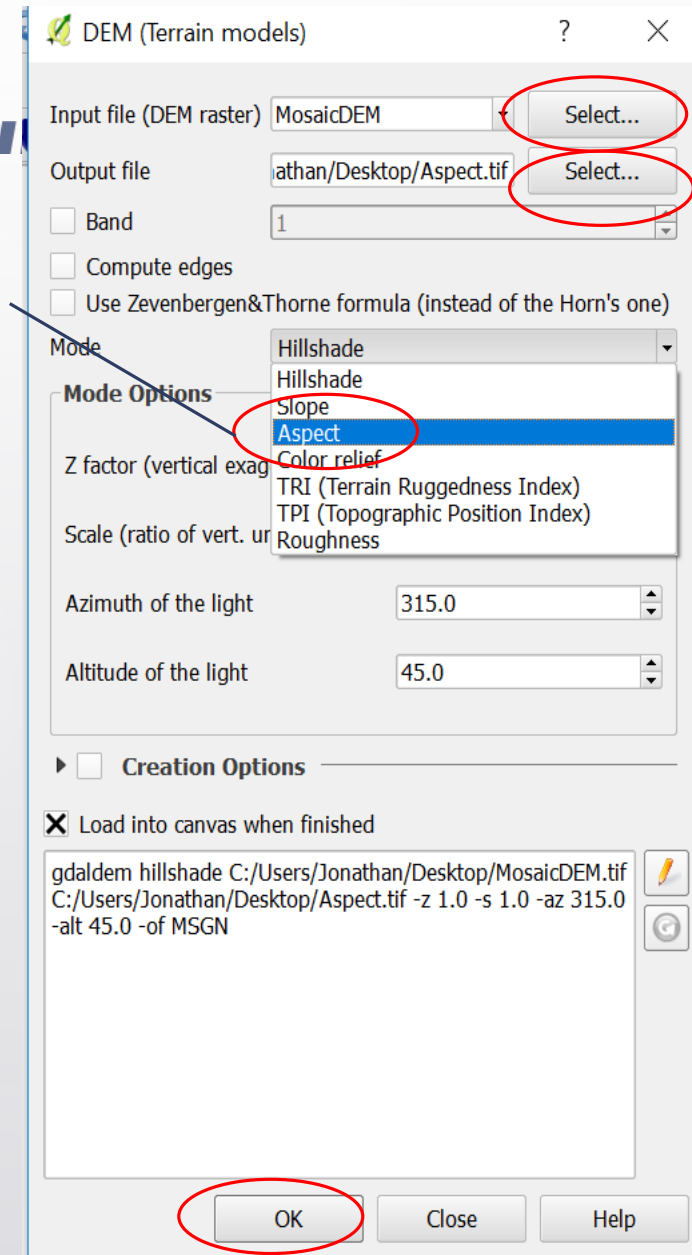 DEM (Terrain models) ?
Input file (DEM raster) MosaicDEM Select...
Output file athan/Desktop/Aspect.tif Select...
Band 1
Compute edges
Use Zevenbergen&Thorne formula (instead of the Horn's one)
Mode Hillshade
Hillshade
Mode Options
Slope
Aspect
Z factor (vertical exag Color relief
TRI (Terrain Ruggedness Index)
TPI (Topographic Position Index)
Scale (ratio of vert. un Roughness
Azimuth of the light 315.0
Altitude of the light 45.0
Creation Options
Load into canvas when finished
gdaldem hillshade C:/Users/Jonathan/Desktop/MosaicDEM.tif
C:/Users/Jonathan/Desktop/Aspect.tif -z 1.0 -s 1.0 -az 315.0
-alt 45.0 -of MSGN
OK Close Help